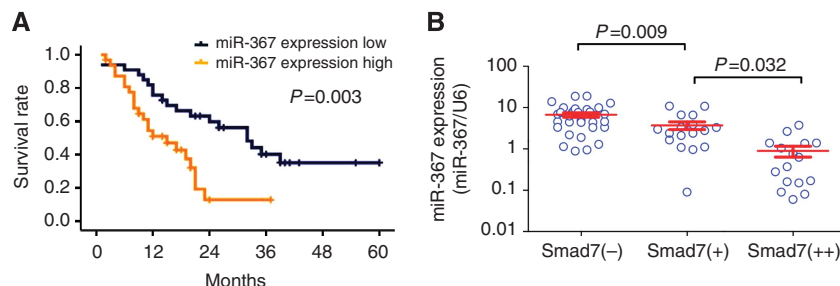 A
miR-367 expression low
miR-367 expression high
P=0.003
Survival rate
1.0
0.8
0.6
0.4
0.2
0.0
0 12 24 36 48 60
Months
B
P=0.009
P=0.032
miR-367 expression
(miR-367/U6)
100
10
1
0.1
0.01
Smad7(–) Smad7(+) Smad7(++)